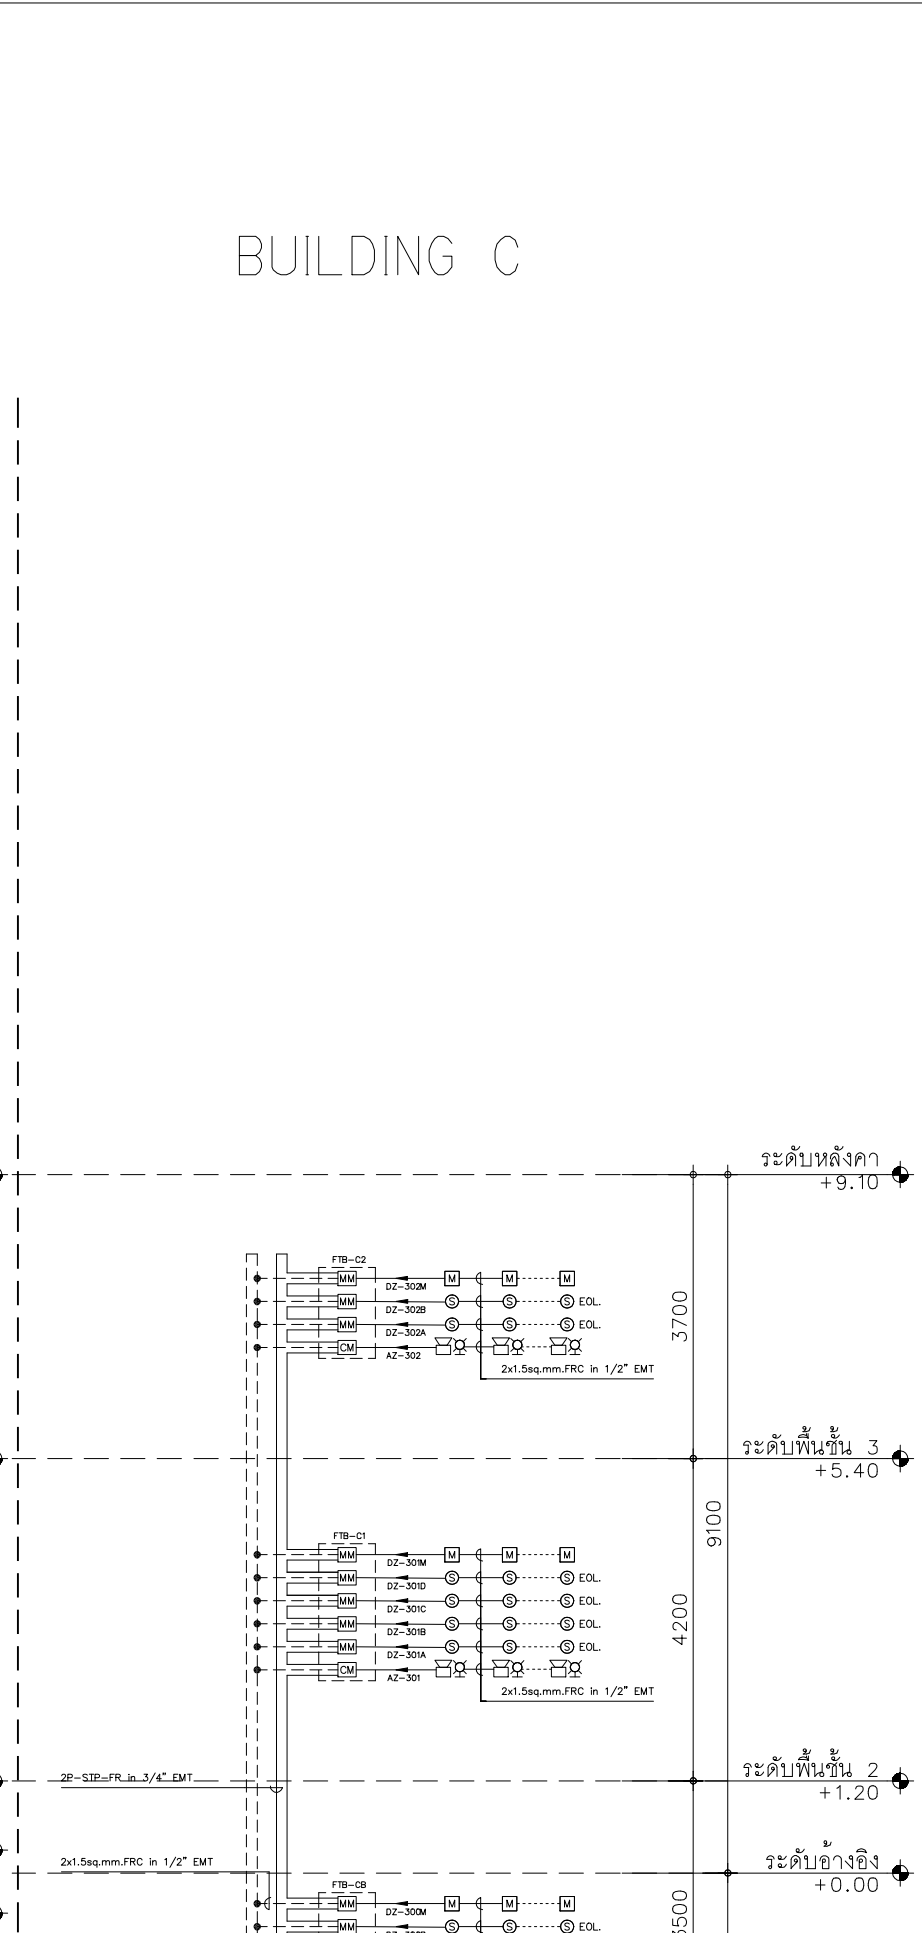 BUILDING C
ระดับหลังคา
+9.10
FTB-C2
MM M M M
DZ-302M
MM S S S EOL.
DZ-302B
MM S S S EOL.
DZ-302A
CM
AZ-302
2x1.5sq.mm.FRC in 1/2" EMT
3700
ระดับพื้นชั้น 3
+5.40
9100
FTB-C1
MM M M M
DZ-301M
MM S S S EOL.
DZ-301D
MM S S S EOL.
DZ-301C
MM S S S EOL.
DZ-301B
MM S S S EOL.
DZ-301A
CM
AZ-301
2x1.5sq.mm.FRC in 1/2" EMT
4200
ระดับพื้นชั้น 2
+1.20
2P-STP-FR in 3/4" EMT
2x1.5sq.mm.FRC in 1/2" EMT
ระดับอ้างอิง
+0.00
FTB-CB
MM M M M
DZ-300M
MM S S S EOL.